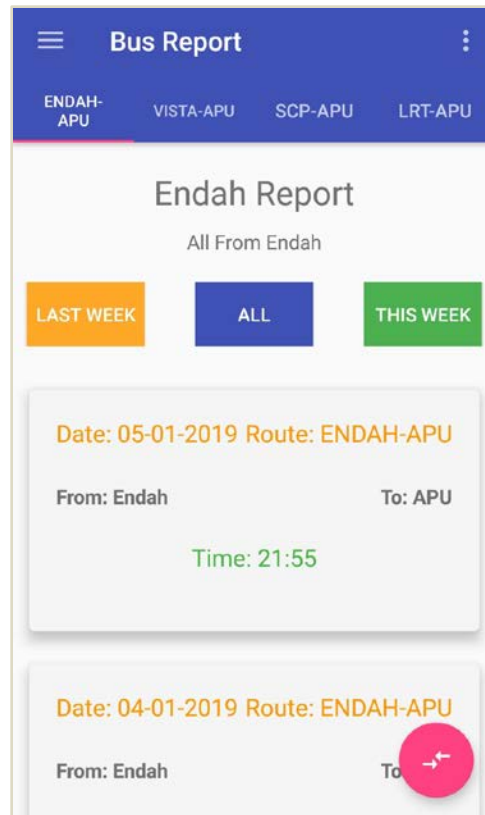 Bus Report
ENDAH-
APU
VISTA-APU
SCP-APU
LRT-APU
Endah Report
All From Endah
LAST WEEK
ALL
THIS WEEK
Date: 05-01-2019 Route: ENDAH-APU
From: Endah
To: APU
Time: 21:55
Date: 04-01-2019 Route: ENDAH-APU
From: Endah
To